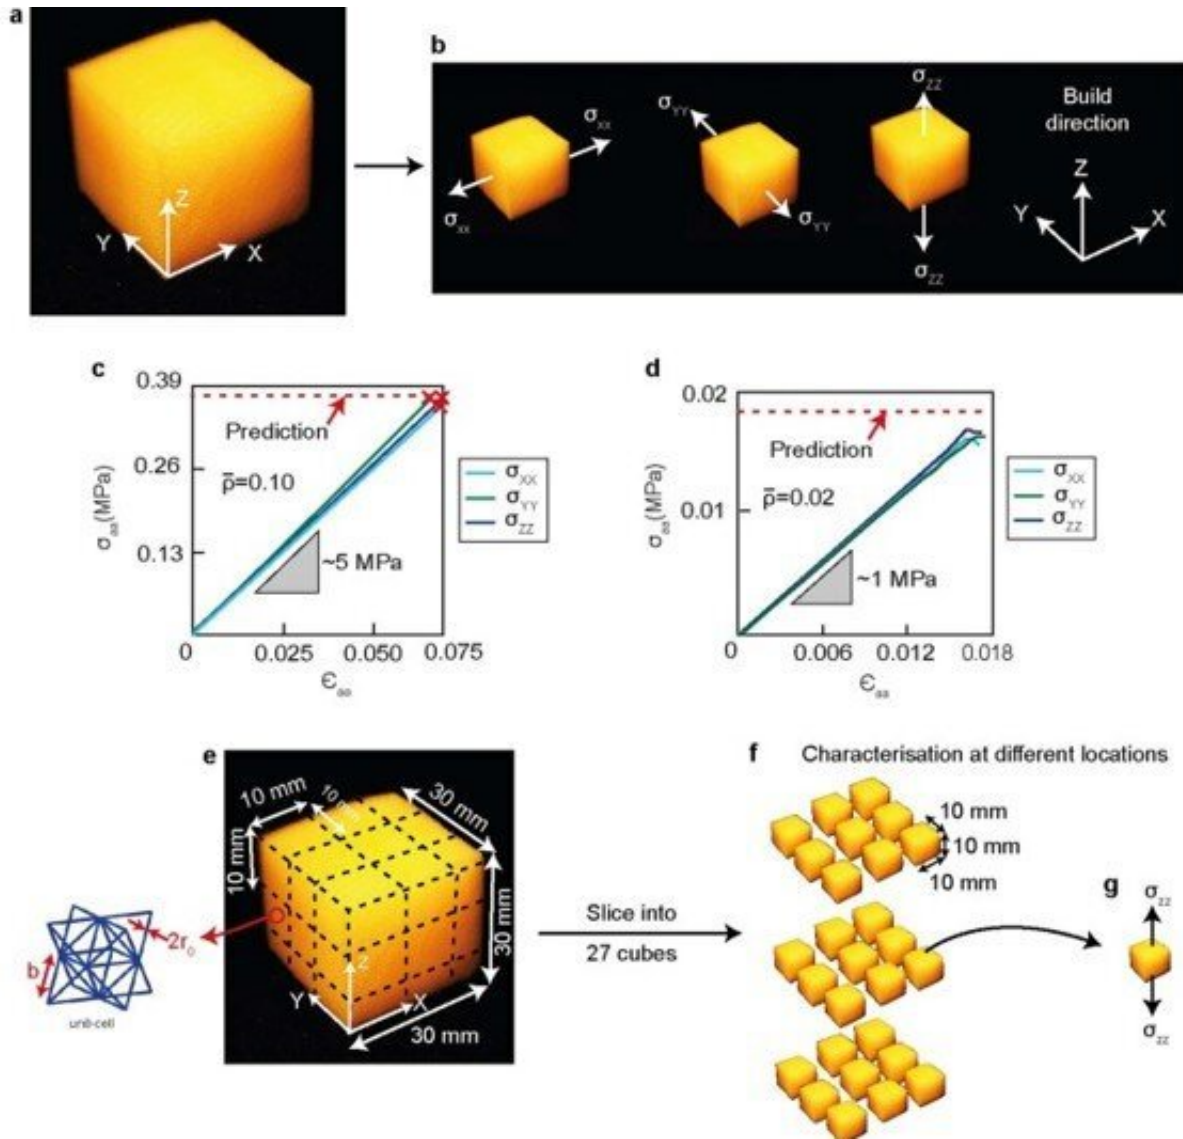 a
Z
Y
X
b
σxx
σxx
σYY
σYY
σZZ
σZZ
Build
direction
Z
Y
X
c
0.39
0.26
0.13
0
0.025
0.050
0.075
σaa(MPa)
Єaa
Prediction
ρ̄=0.10
~5 MPa
σXX
σYY
σZZ
d
0.02
0.01
0
0.006
0.012
0.018
σaa(MPa)
Єaa
Prediction
ρ̄=0.02
~1 MPa
σXX
σYY
σZZ
e
10 mm
10 mm
30 mm
10 mm
30 mm
30 mm
Z
Y
X
2r0
b
unit-cell
Slice into
27 cubes
f
Characterisation at different locations
10 mm
10 mm
10 mm
g
σzz
σzz